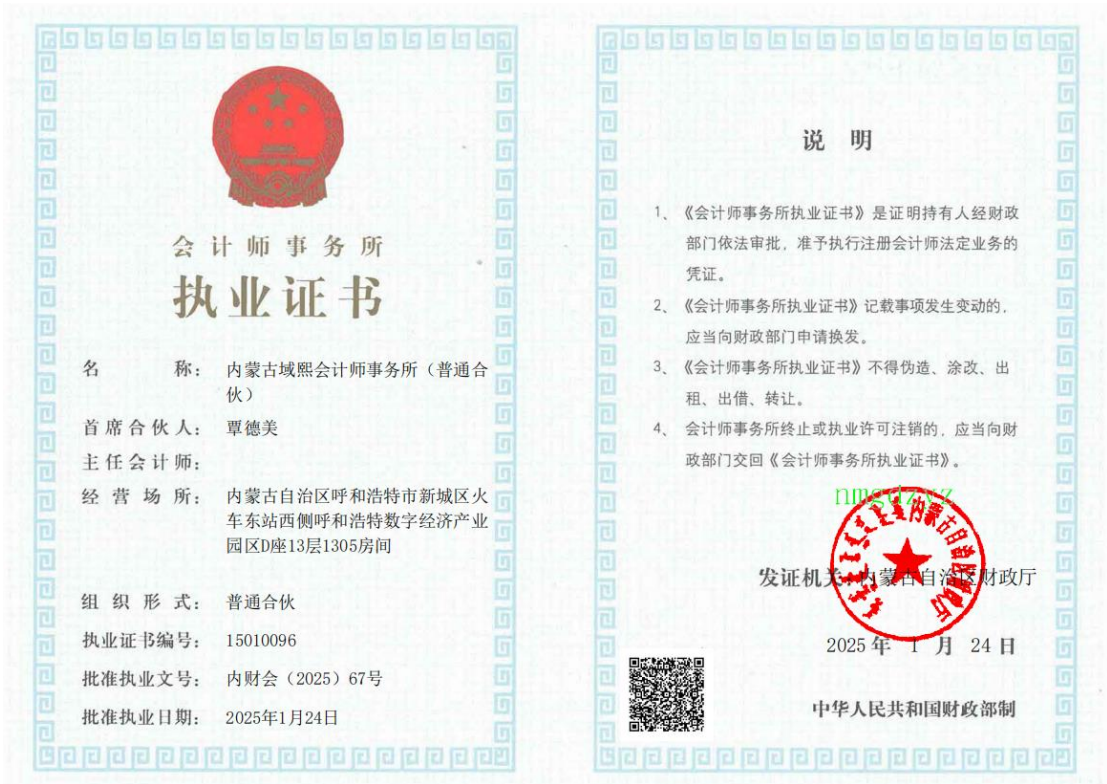 会计师事务所
执业证书
名称：内蒙古域熙会计师事务所（普通合
伙）
首席合伙人：覃德美
主任会计师：
经营场所：内蒙古自治区呼和浩特市新城区火
车东站西侧呼和浩特数字经济产业
园区D座13层1305房间
组织形式：普通合伙
执业证书编号：15010096
批准执业文号：内财会（2025）67号
批准执业日期：2025年1月24日
说明
1、《会计师事务所执业证书》是证明持有人经财政
部门依法审批，准予执行注册会计师法定业务的
凭证。
2、《会计师事务所执业证书》记载事项发生变动的，
应当向财政部门申请换发。
3、《会计师事务所执业证书》不得伪造、涂改、出
租、出借、转让。
4、会计师事务所终止或执业许可注销的，应当向财
政部门交回《会计师事务所执业证书》。
nmgdzyz
内蒙古自治区财政厅
发证机关：内蒙古自治区财政厅
2025年1月24日
中华人民共和国财政部制